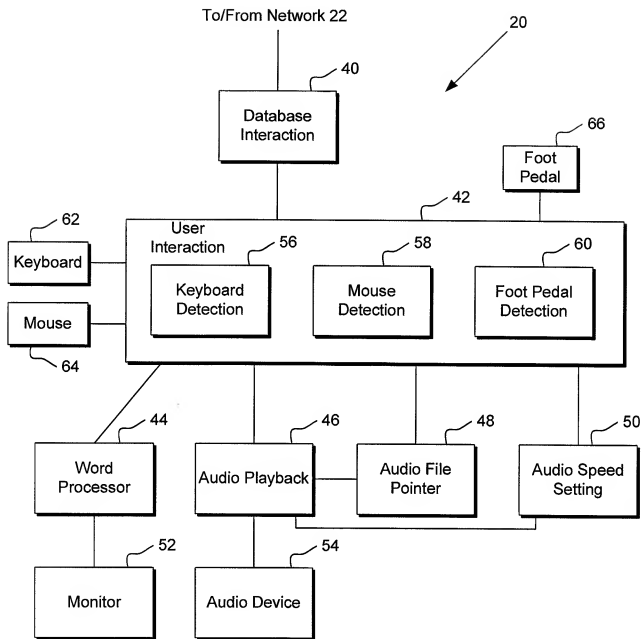 To/From Network 22
20
40
Database
Interaction
66
Foot
Pedal
42
62
User
Interaction
56
58
60
Keyboard
Keyboard
Detection
Mouse
Detection
Foot Pedal
Detection
Mouse
64
44
46
48
50
Word
Processor
Audio Playback
Audio File
Pointer
Audio Speed
Setting
52
54
Monitor
Audio Device